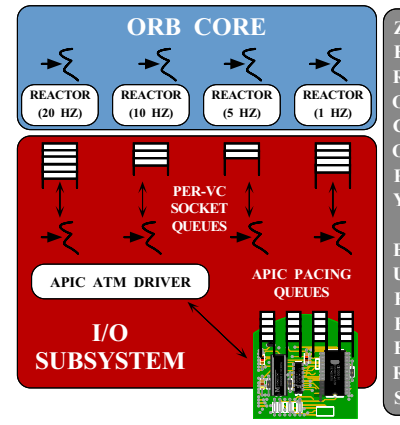 ORB CORE
REACTOR
(20 HZ)
REACTOR
(10 HZ)
REACTOR
(5 HZ)
REACTOR
(1 HZ)
PER-VC
SOCKET
QUEUES
APIC ATM DRIVER
APIC PACING
QUEUES
I/O
SUBSYSTEM